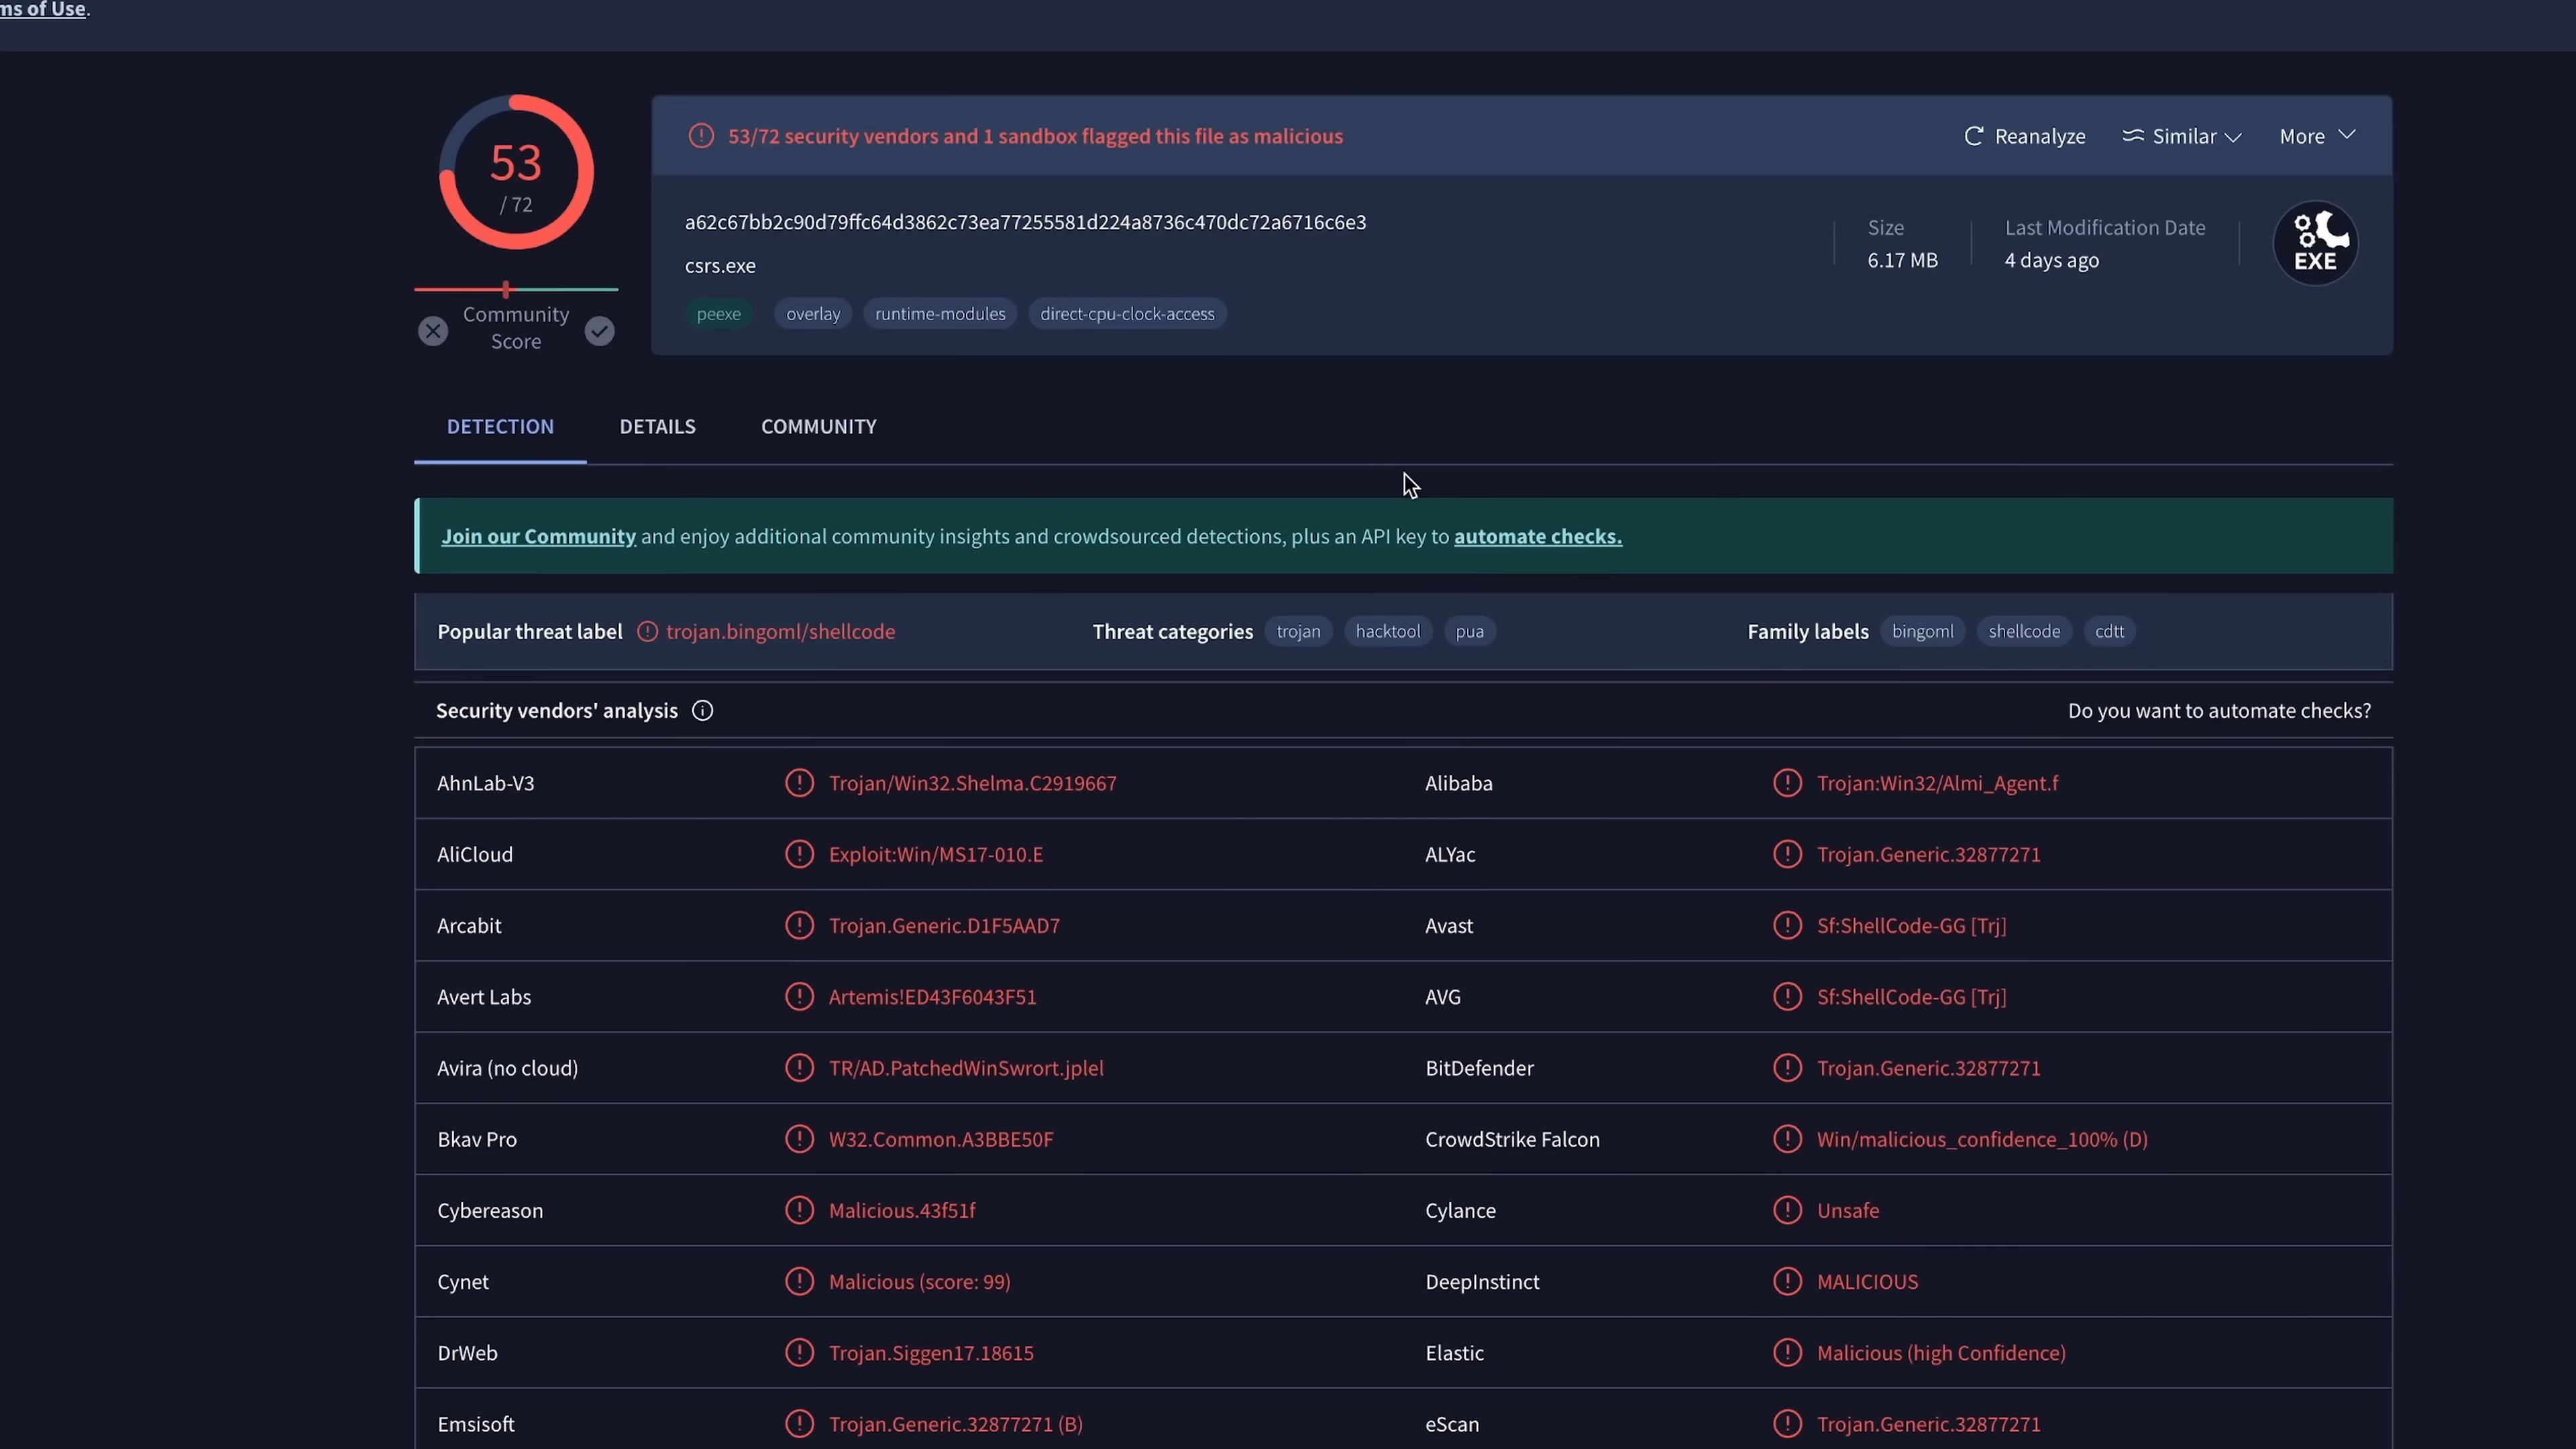 ms of Use.
53
/ 72
Community
Score
53/72 security vendors and 1 sandbox flagged this file as malicious
Reanalyze
Similar
More
a62c67bb2c90d79ffc64d3862c73ea77255581d224a8736c470dc72a6716c6e3
csrs.exe
peexe overlay runtime-modules direct-cpu-clock-access
Size
6.17 MB
Last Modification Date
4 days ago
EXE
DETECTION DETAILS COMMUNITY
Join our Community and enjoy additional community insights and crowdsourced detections, plus an API key to automate checks.
Popular threat label trojan.bingoml/shellcode Threat categories trojan hacktool pua Family labels bingoml shellcode cdtt
Security vendors' analysis Do you want to automate checks?
AhnLab-V3 Trojan/Win32.Shelma.C2919667 Alibaba Trojan:Win32/Almi_Agent.f
AliCloud Exploit:Win/MS17-010.E ALYac Trojan.Generic.32877271
Arcabit Trojan.Generic.D1F5AAD7 Avast Sf:ShellCode-GG [Trj]
Avert Labs Artemis!ED43F6043F51 AVG Sf:ShellCode-GG [Trj]
Avira (no cloud) TR/AD.PatchedWinSwrort.jplel BitDefender Trojan.Generic.32877271
Bkav Pro W32.Common.A3BBE50F CrowdStrike Falcon Win/malicious_confidence_100% (D)
Cybereason Malicious.43f51f Cylance Unsafe
Cynet Malicious (score: 99) DeepInstinct MALICIOUS
DrWeb Trojan.Siggen17.18615 Elastic Malicious (high Confidence)
Emsisoft Trojan.Generic.32877271 (B) eScan Trojan.Generic.32877271